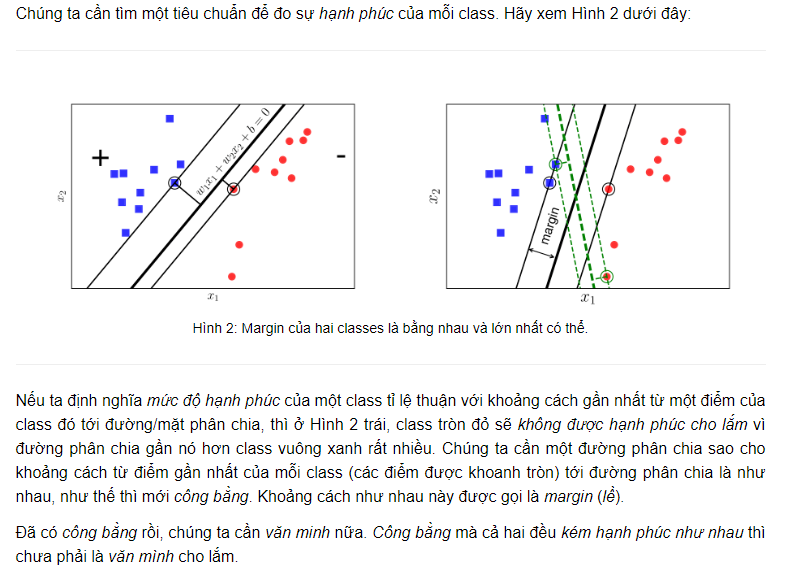 Chúng ta cần tìm một tiêu chuẩn để đo sự hạnh phúc của mỗi class. Hãy xem Hình 2 dưới đây:
+
-
w₁x₁ + w₂x₂ + b = 0
x₂
x₁
margin
x₂
x₁
Hình 2: Margin của hai classes là bằng nhau và lớn nhất có thể.
Nếu ta định nghĩa mức độ hạnh phúc của một class tỉ lệ thuận với khoảng cách gần nhất từ một điểm của
class đó tới đường/mặt phân chia, thì ở Hình 2 trái, class tròn đỏ sẽ không được hạnh phúc cho lắm vì
đường phân chia gần nó hơn class vuông xanh rất nhiều. Chúng ta cần một đường phân chia sao cho
khoảng cách từ điểm gần nhất của mỗi class (các điểm được khoanh tròn) tới đường phân chia là như
nhau, như thế thì mới công bằng. Khoảng cách như nhau này được gọi là margin (lề).
Đã có công bằng rồi, chúng ta cần văn minh nữa. Công bằng mà cả hai đều kém hạnh phúc như nhau thì
chưa phải là văn mình cho lắm.